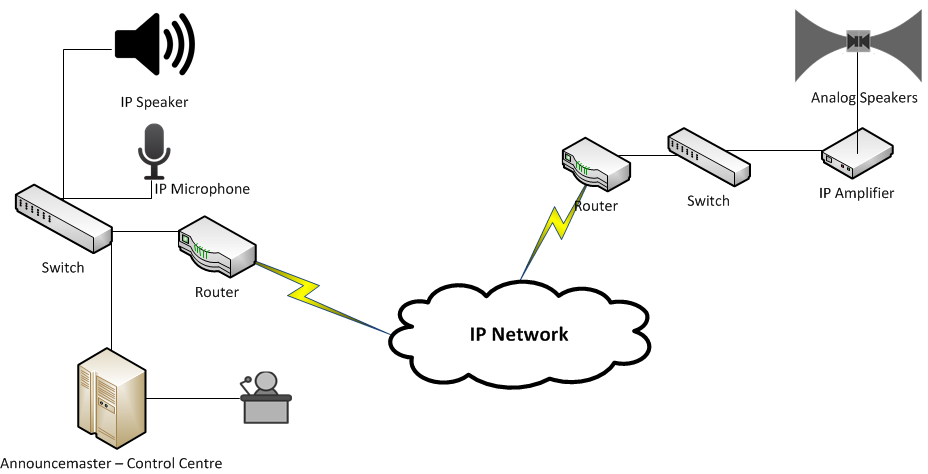 IP Speaker
Analog Speakers
IP Microphone
IP Amplifier
Router
Switch
Switch
Router
IP Network
Announcemaster – Control Centre